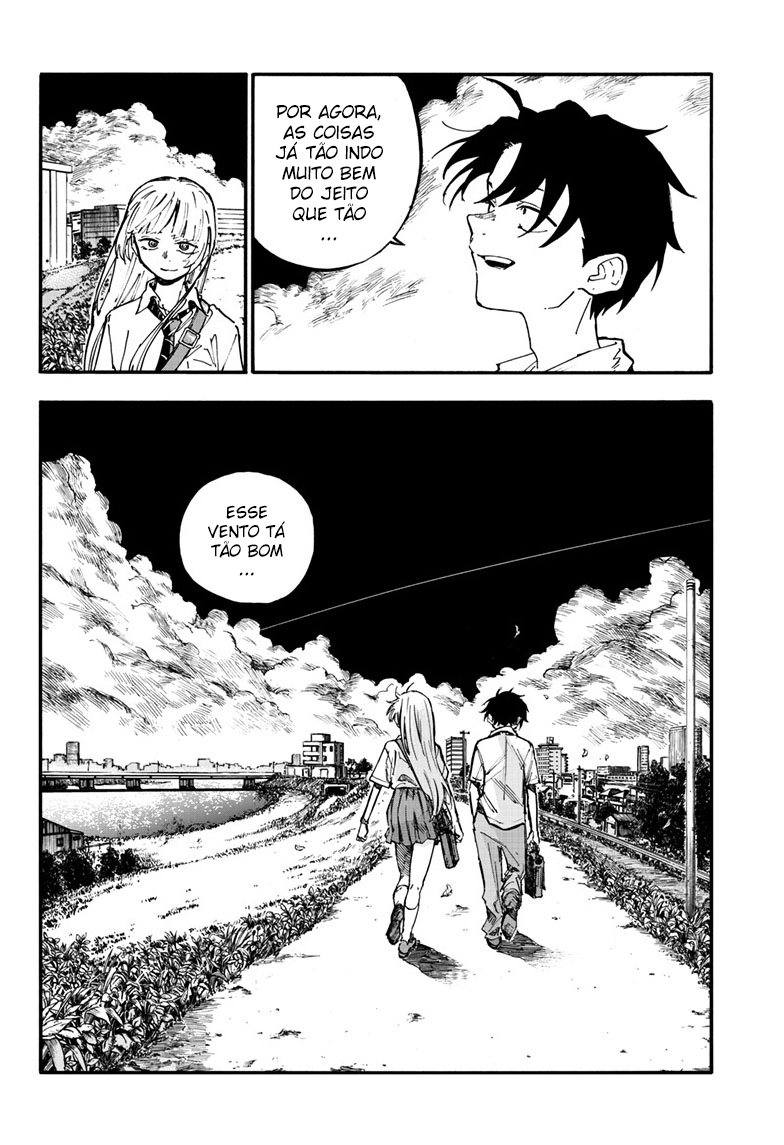 POR AGORA,
AS COISAS
JÁ TÃO INDO
MUITO BEM
DO JEITO
QUE TÃO
...
ESSE
VENTO TÁ
TÃO BOM
...